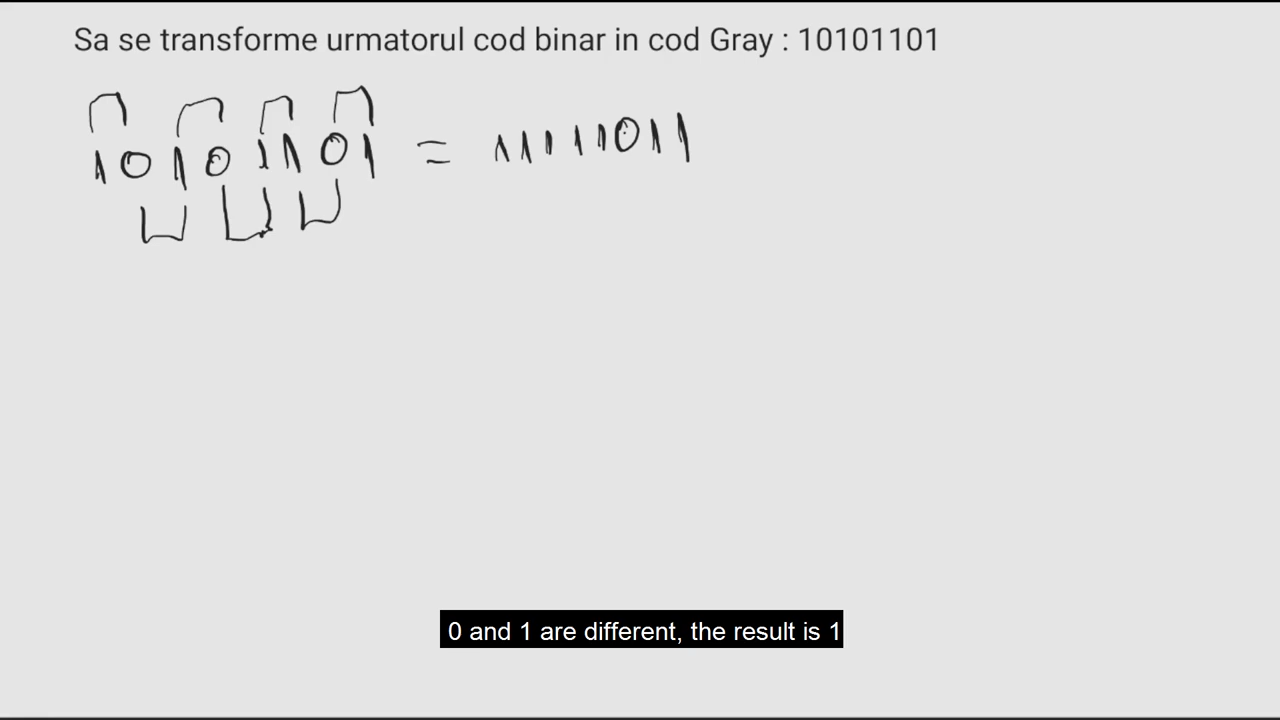 Sa se transforme urmatorul cod binar in cod Gray : 10101101
10101101 = 11111011
0 and 1 are different, the result is 1